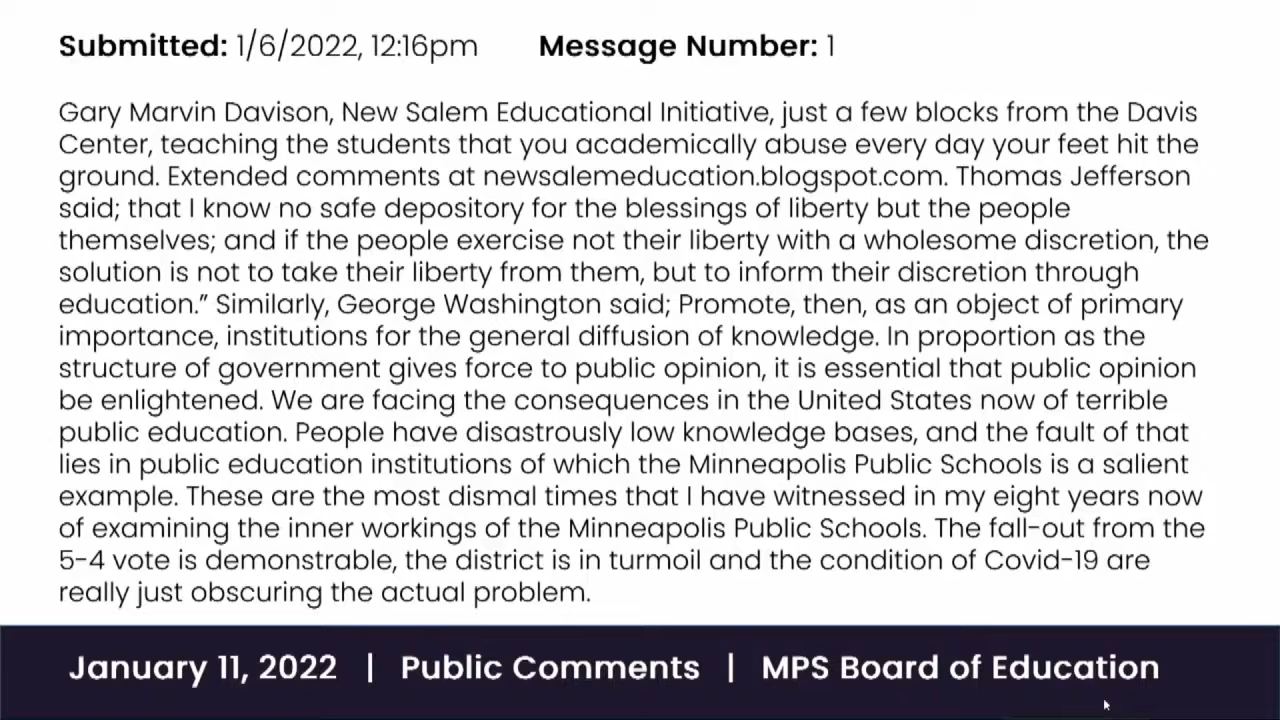 Submitted: 1/6/2022, 12:16pm Message Number: 1
Gary Marvin Davison, New Salem Educational Initiative, just a few blocks from the Davis
Center, teaching the students that you academically abuse every day your feet hit the
ground. Extended comments at newsalemeducation.blogspot.com. Thomas Jefferson
said; that I know no safe depository for the blessings of liberty but the people
themselves; and if the people exercise not their liberty with a wholesome discretion, the
solution is not to take their liberty from them, but to inform their discretion through
education.” Similarly, George Washington said; Promote, then, as an object of primary
importance, institutions for the general diffusion of knowledge. In proportion as the
structure of government gives force to public opinion, it is essential that public opinion
be enlightened. We are facing the consequences in the United States now of terrible
public education. People have disastrously low knowledge bases, and the fault of that
lies in public education institutions of which the Minneapolis Public Schools is a salient
example. These are the most dismal times that I have witnessed in my eight years now
of examining the inner workings of the Minneapolis Public Schools. The fall-out from the
5-4 vote is demonstrable, the district is in turmoil and the condition of Covid-19 are
really just obscuring the actual problem.
January 11, 2022 | Public Comments | MPS Board of Education